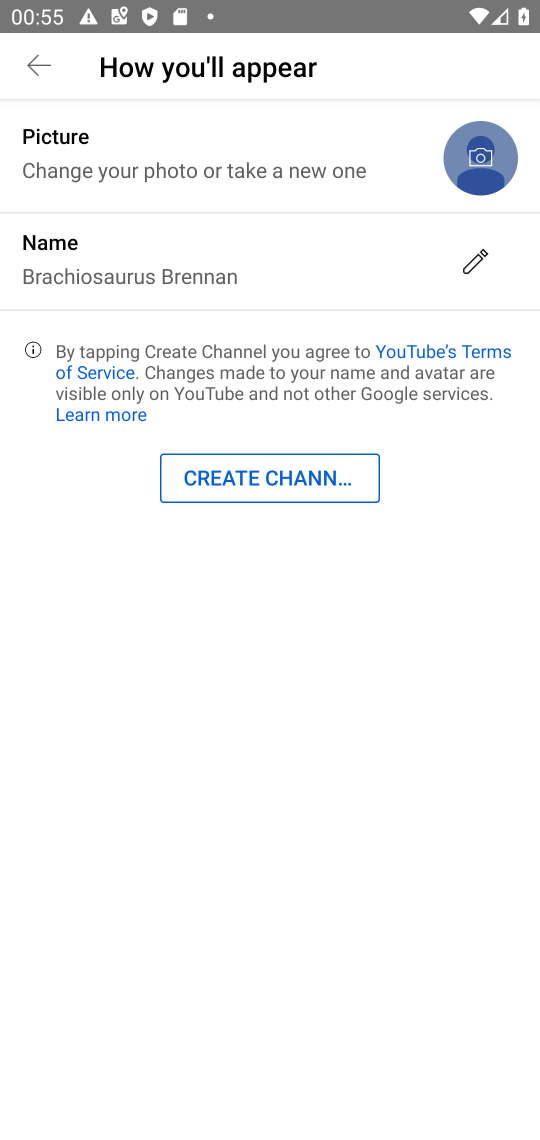 00:55
How you'll appear
Picture
Change your photo or take a new one
Name
Brachiosaurus Brennan
By tapping Create Channel you agree to YouTube's Terms
of Service. Changes made to your name and avatar are
visible only on YouTube and not other Google services.
Learn more
CREATE CHANN...